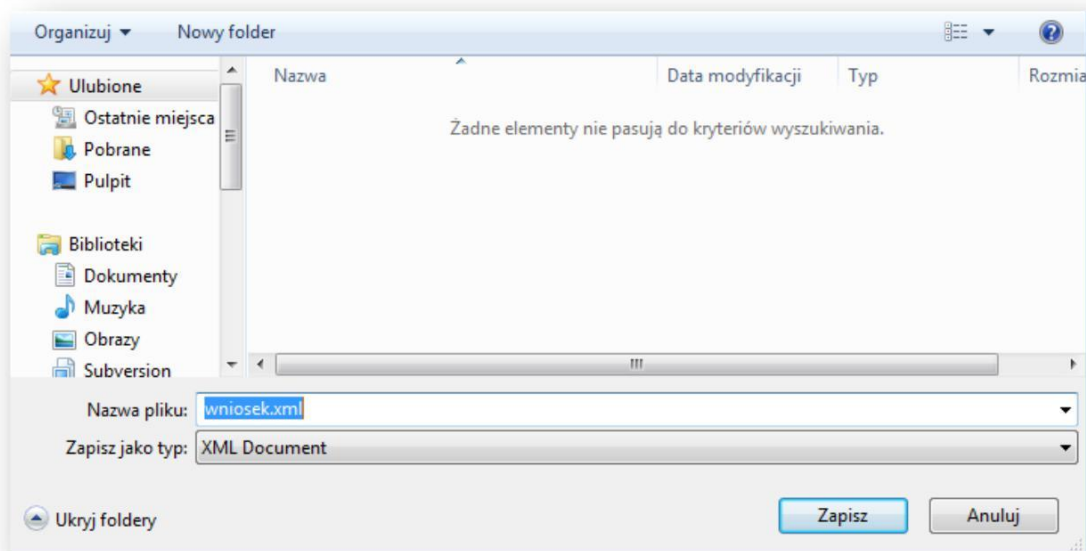 Organizuj Nowy folder
Nazwa Data modyfikacji Typ Rozmia
Ulubione
Ostatnie miejsca
Pobrane
Pulpit
Biblioteki
Dokumenty
Muzyka
Obrazy
Subversion
Żadne elementy nie pasują do kryteriów wyszukiwania.
Nazwa pliku: wniosek.xml
Zapisz jako typ: XML Document
Ukryj foldery Zapisz Anuluj